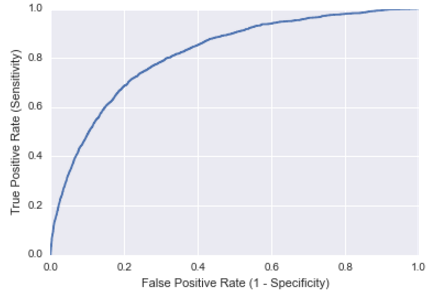 1.0
0.8
0.6
0.4
0.2
0.0
True Positive Rate (Sensitivity)
0.0 0.2 0.4 0.6 0.8 1.0
False Positive Rate (1 - Specificity)